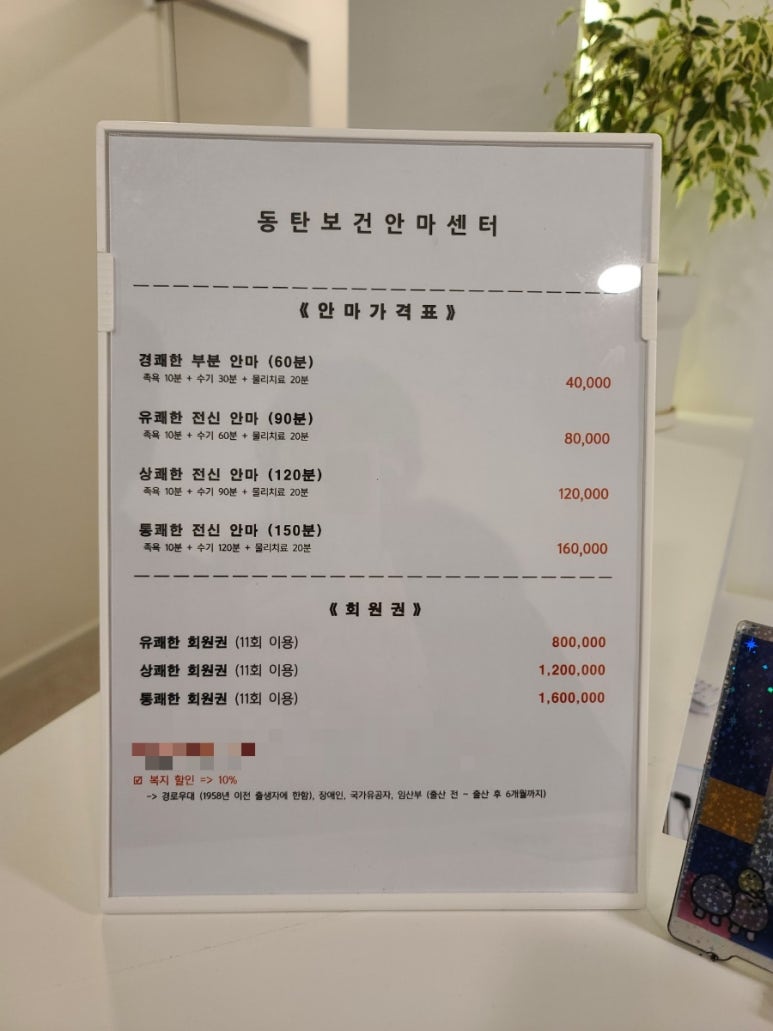 동탄보건안마센터
《안마가격표》
경쾌한 부분 안마 (60분)
족욕 10분 + 수기 30분 + 물리치료 20분
40,000
유쾌한 전신 안마 (90분)
족욕 10분 + 수기 60분 + 물리치료 20분
80,000
상쾌한 전신 안마 (120분)
족욕 10분 + 수기 90분 + 물리치료 20분
120,000
통쾌한 전신 안마 (150분)
족욕 10분 + 수기 120분 + 물리치료 20분
160,000
《회원권》
유쾌한 회원권 (11회 이용) 800,000
상쾌한 회원권 (11회 이용) 1,200,000
통쾌한 회원권 (11회 이용) 1,600,000
☑ 복지 할인 => 10%
-> 경로우대 (1958년 이전 출생자에 한함), 장애인, 국가유공자, 임산부 (출산 전 ~ 출산 후 6개월까지)